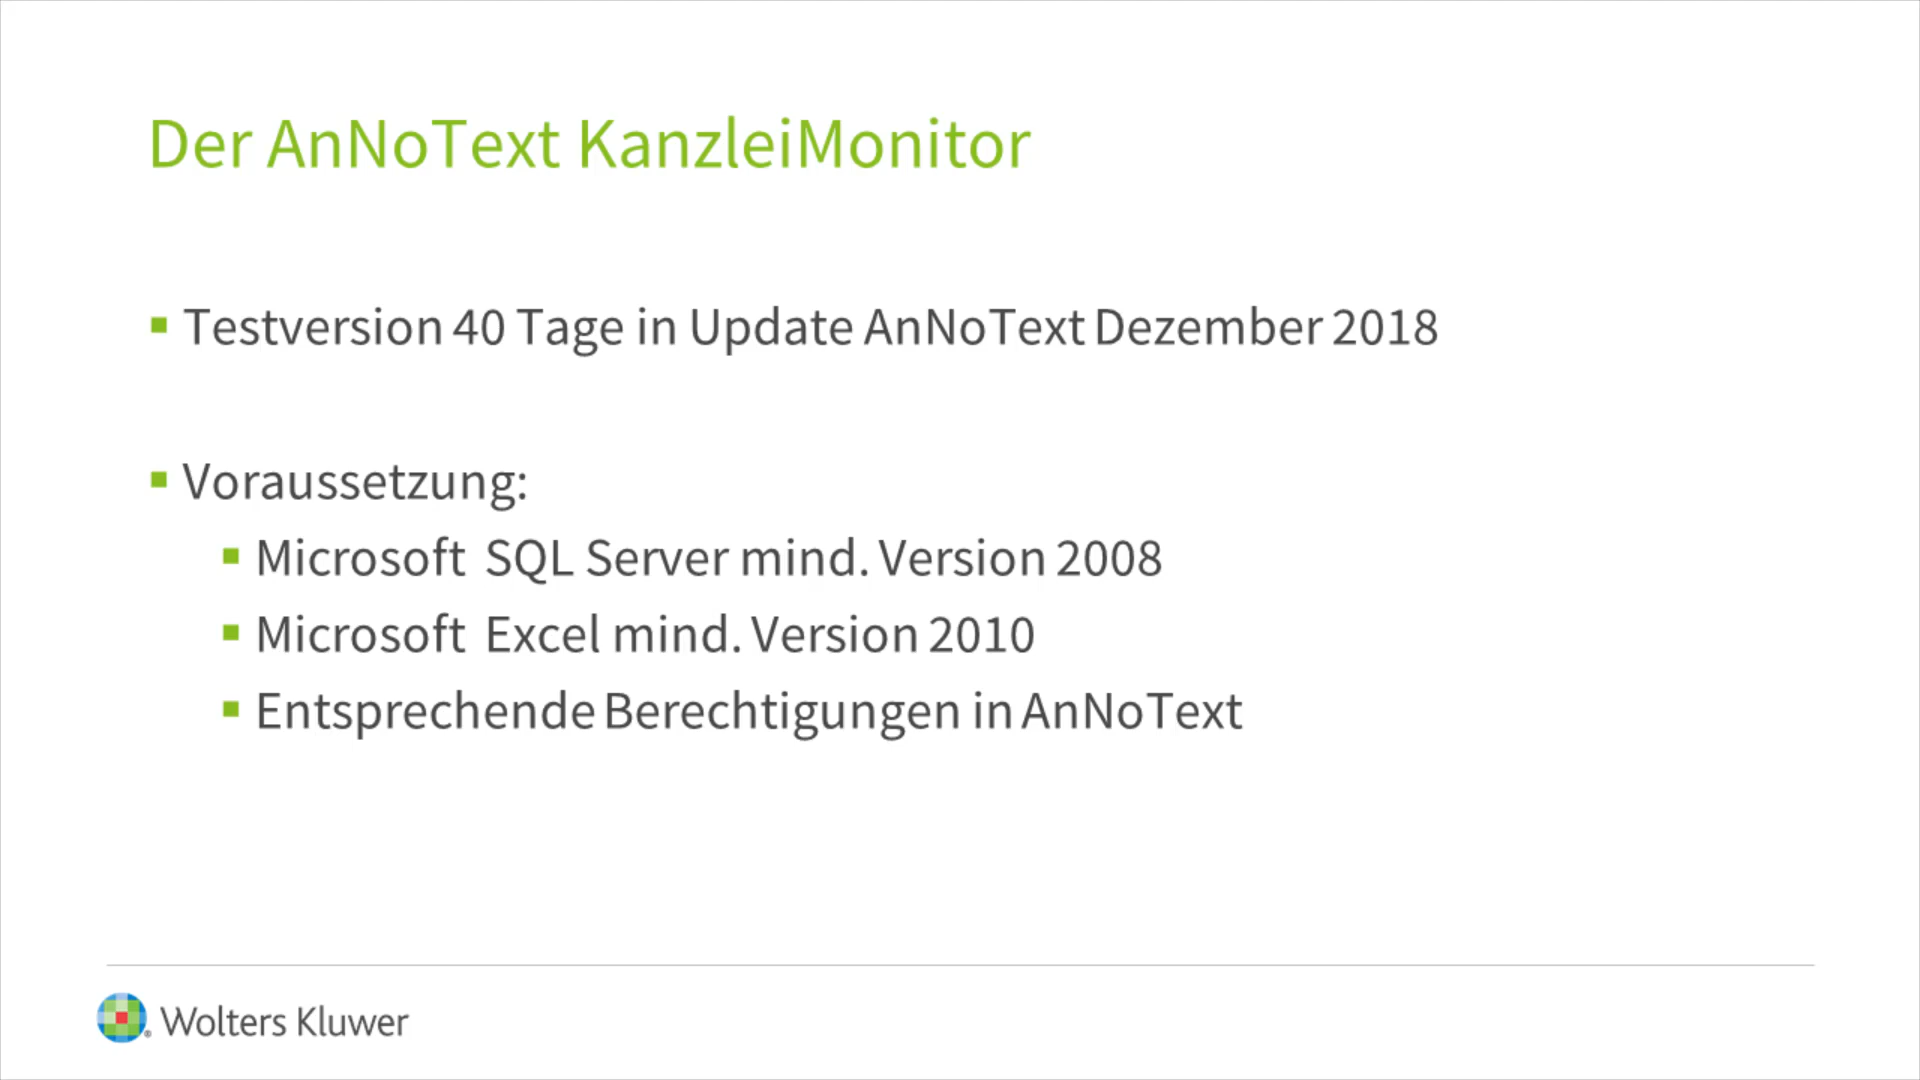 Der AnNoText KanzleiMonitor
Testversion 40 Tage in Update AnNoText Dezember 2018
Voraussetzung:
Microsoft SQL Server mind. Version 2008
Microsoft Excel mind. Version 2010
Entsprechende Berechtigungen in AnNoText
Wolters Kluwer